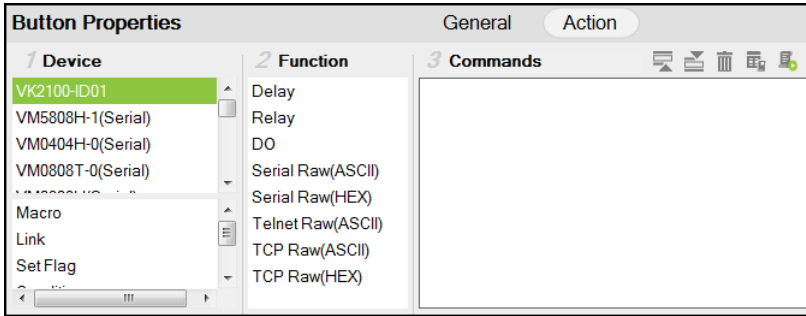 Button Properties General Action
1 Device
VK2100-ID01
VM5808H-1(Serial)
VM0404H-0(Serial)
VM0808T-0(Serial)
Macro
Link
Set Flag
2 Function
Delay
Relay
DO
Serial Raw(ASCII)
Serial Raw(HEX)
Telnet Raw(ASCII)
TCP Raw(ASCII)
TCP Raw(HEX)
3 Commands